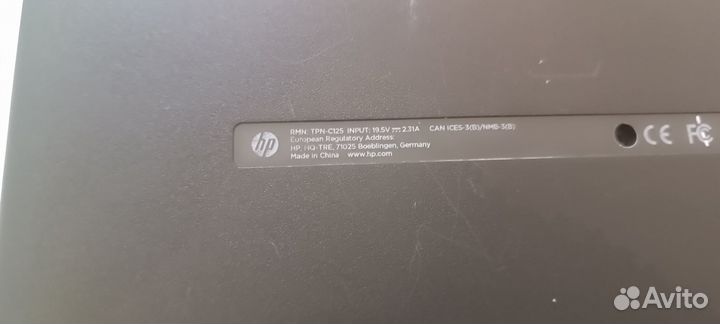 hp
RMN: TPN-C125 INPUT: 19.5V⎓2.31A CAN ICES-3(B)/NMB-3(B)
European Regulatory Address:
HP, HQ-TRE, 71025 Boeblingen, Germany
Made in China www.hp.com
CE FC
Avito